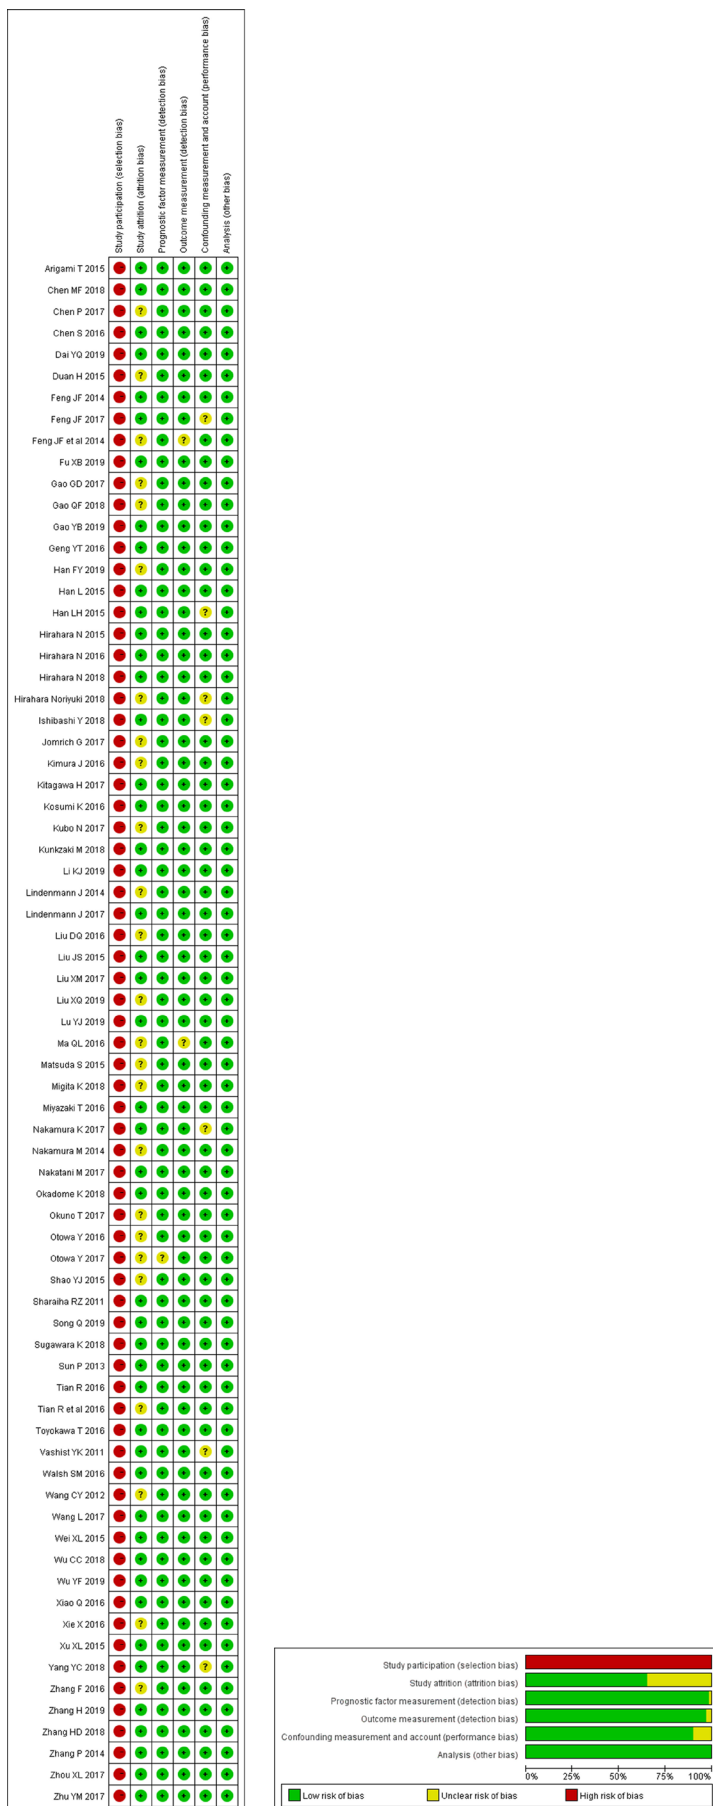 Study participation (selection bias)
Study attrition (attrition bias)
Prognostic factor measurement (detection bias)
Outcome measurement (detection bias)
Confounding measurement and account (performance bias)
Analysis (other bias)
Arigami T 2015
Chen MF 2018
Chen P 2017
?
Chen S 2016
Dai YQ 2019
Duan H 2015
?
Feng JF 2014
Feng JF 2017
?
Feng JF et al 2014
? ?
Fu XB 2019
Gao GD 2017
?
Gao QF 2018
?
Gao YB 2019
Geng YT 2016
Han FY 2019
?
Han L 2015
Han LH 2015
?
Hirahara N 2015
Hirahara N 2016
Hirahara N 2018
Hirahara Noriyuki 2018
? ?
Ishibashi Y 2018
?
Jomrich G 2017
?
Kimura J 2016
?
Kitagawa H 2017
Kosumi K 2016
Kubo N 2017
?
Kunkzaki M 2018
Li KJ 2019
Lindenmann J 2014
?
Lindenmann J 2017
Liu DQ 2016
?
Liu JS 2015
Liu XM 2017
Liu XQ 2019
?
Lu YJ 2019
Ma QL 2016
? ?
Matsuda S 2015
?
Migita K 2018
?
Miyazaki T 2016
Nakamura K 2017
?
Nakamura M 2014
?
Nakatani M 2017
Okadome K 2018
Okuno T 2017
?
Otowa Y 2016
?
Otowa Y 2017
? ?
Shao YJ 2015
?
Sharaiha RZ 2011
Song Q 2019
Sugawara K 2018
Sun P 2013
Tian R 2016
Tian R et al 2016
?
Toyokawa T 2016
Vashist YK 2011
?
Walsh SM 2016
Wang CY 2012
?
Wang L 2017
Wei XL 2015
Wu CC 2018
Wu YF 2019
Xiao Q 2016
Xie X 2016
?
Xu XL 2015
Yang YC 2018
?
Zhang F 2016
?
Zhang H 2019
Zhang HD 2018
Zhang P 2014
Zhou XL 2017
Zhu YM 2017
Study participation (selection bias)
Study attrition (attrition bias)
Prognostic factor measurement (detection bias)
Outcome measurement (detection bias)
Confounding measurement and account (performance bias)
Analysis (other bias)
0% 25% 50% 75% 100%
Low risk of bias Unclear risk of bias High risk of bias